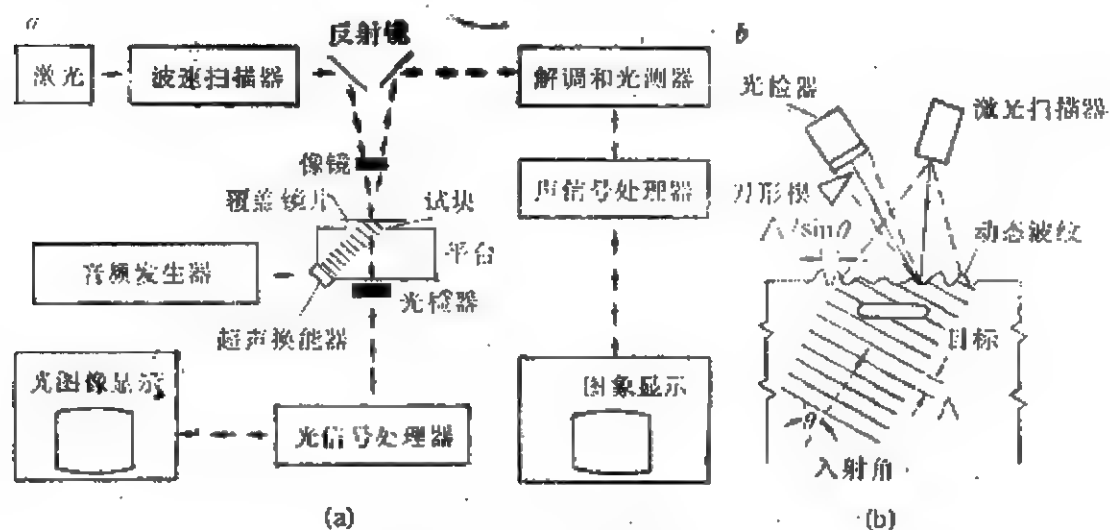 a
反射镜
激光
波速扫描器
解调和光测器
像镜
覆盖镜片
试块
声信号处理器
平台
音频发生器
光检器
超声换能器
光图像显示
图象显示
光信号处理器
(a)
b
光检器
激光扫描器
刀形楔
Λ/sinθ
动态波纹
目标
Λ
θ
入射角
(b)